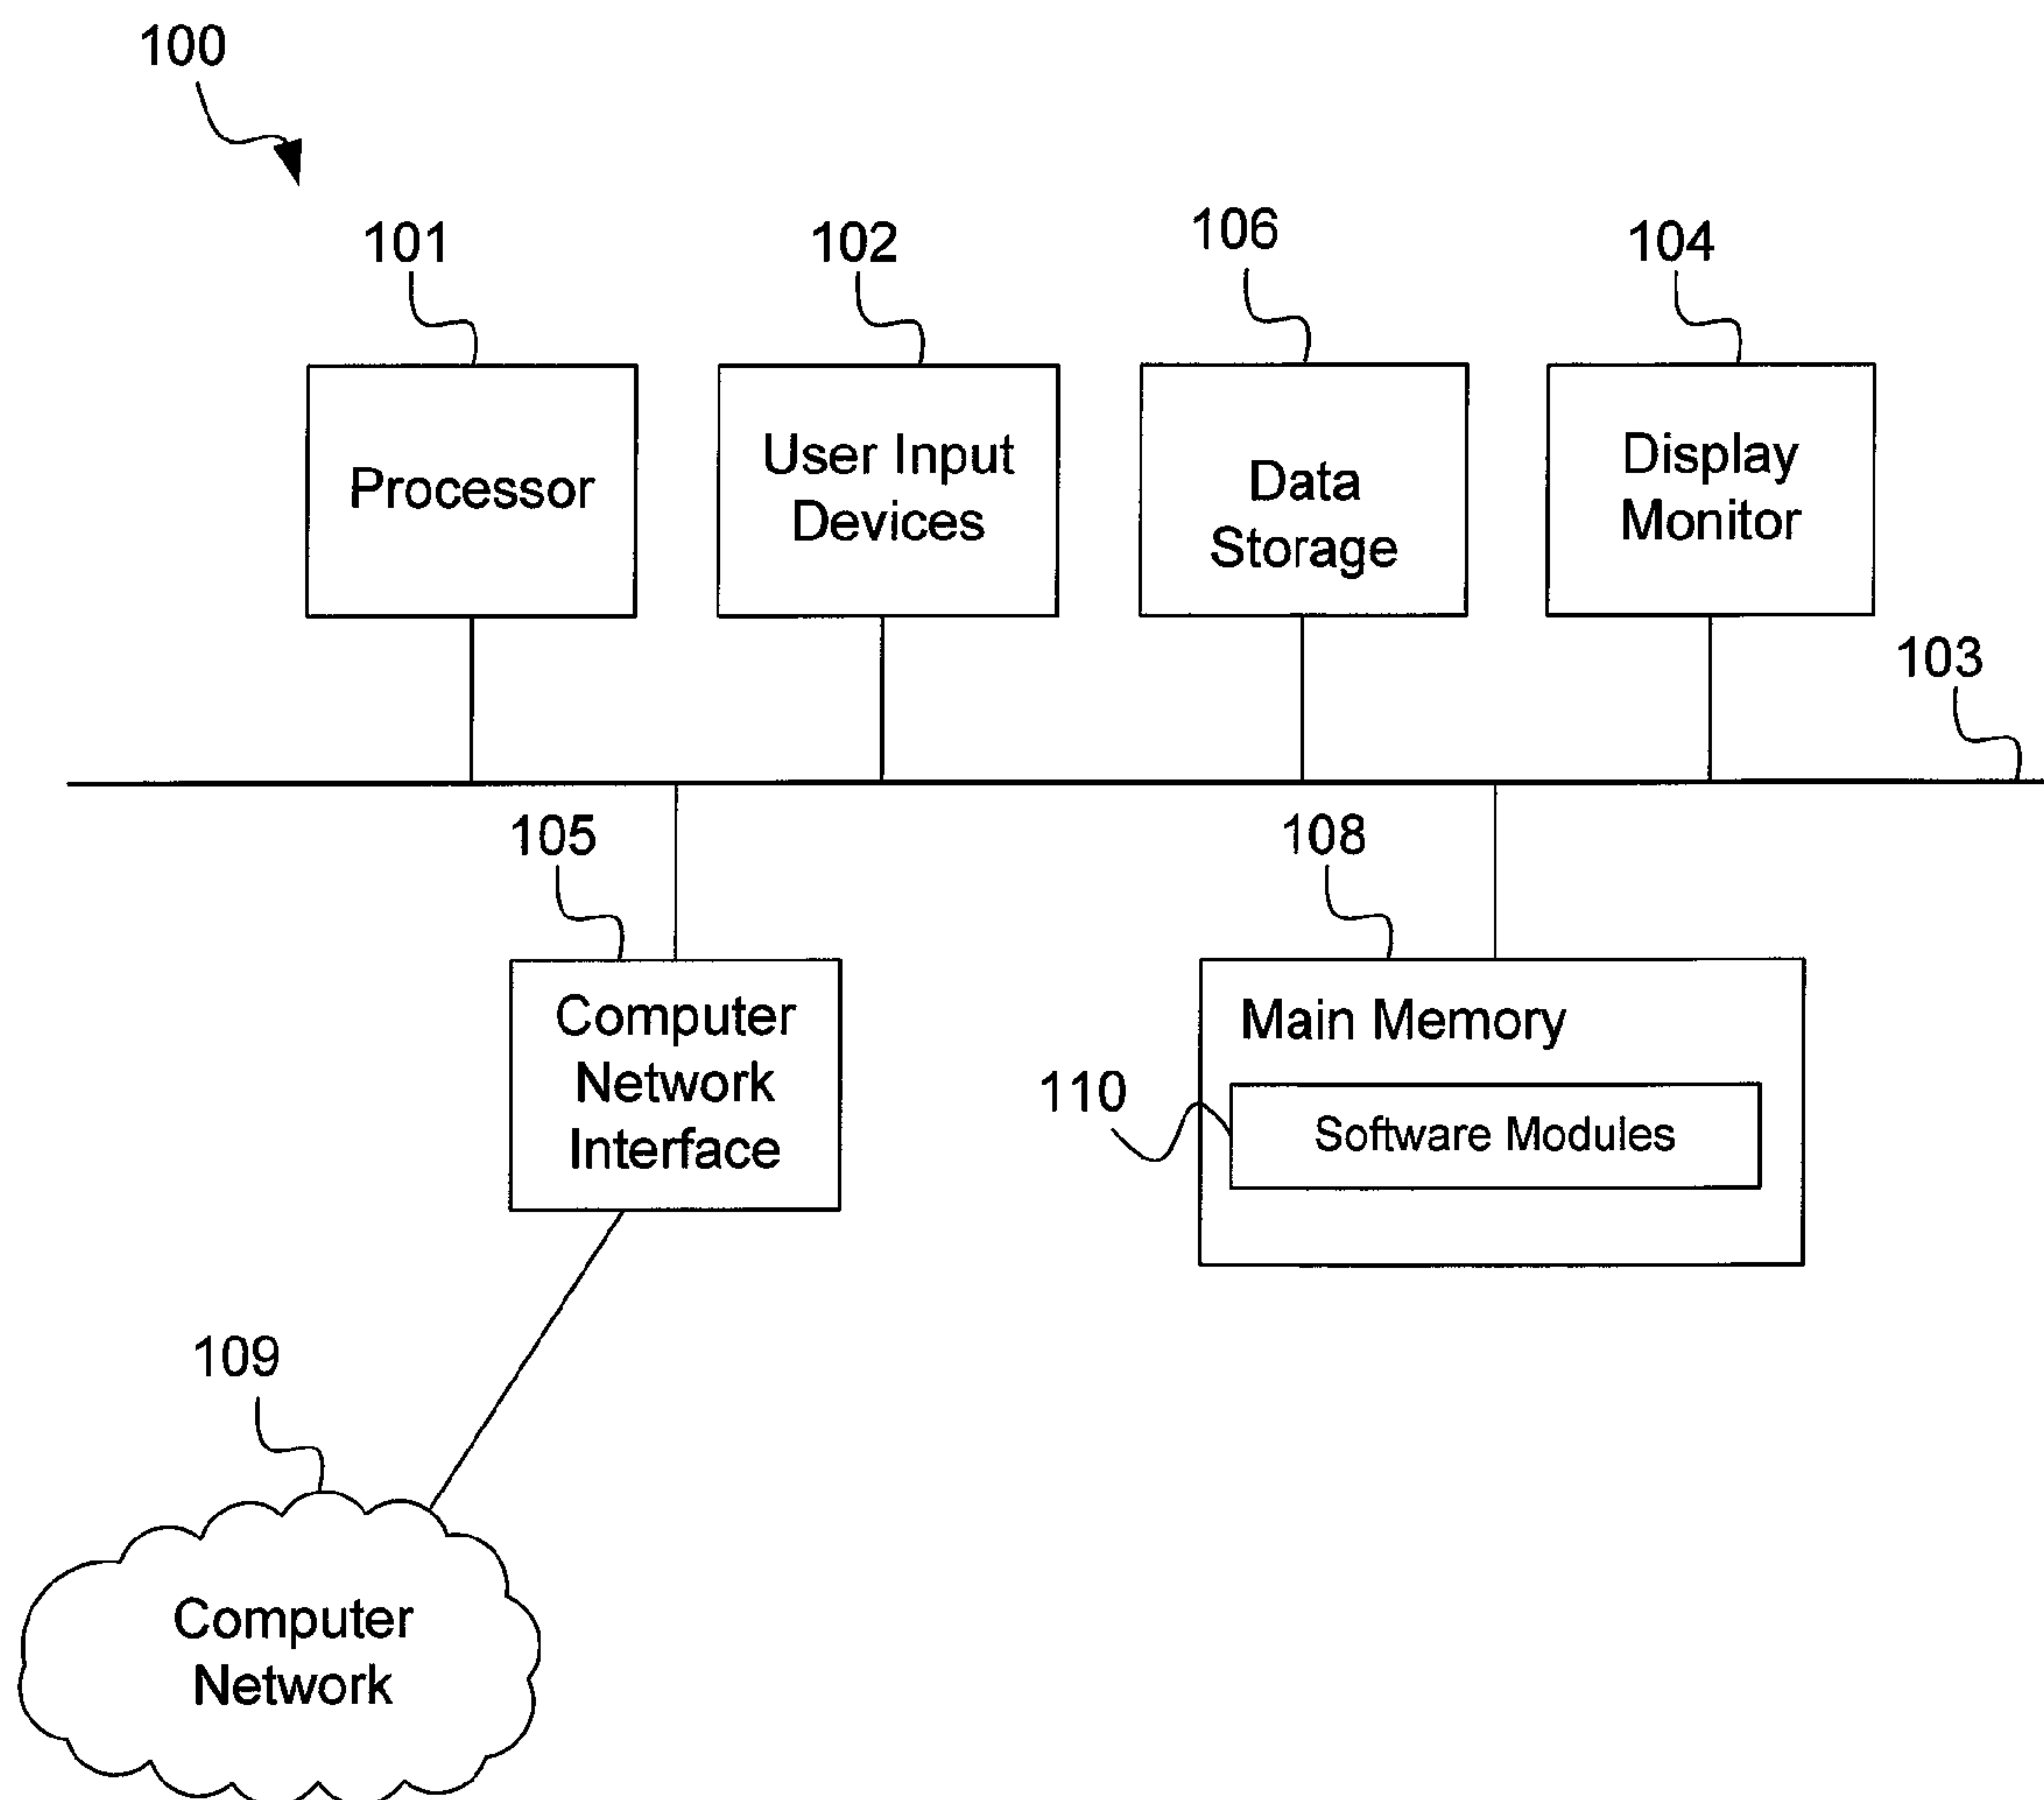 100
101
102
106
104
Processor
User Input
Devices
Data
Storage
Display
Monitor
103
105
108
Computer
Network
Interface
Main Memory
110
Software Modules
109
Computer
Network